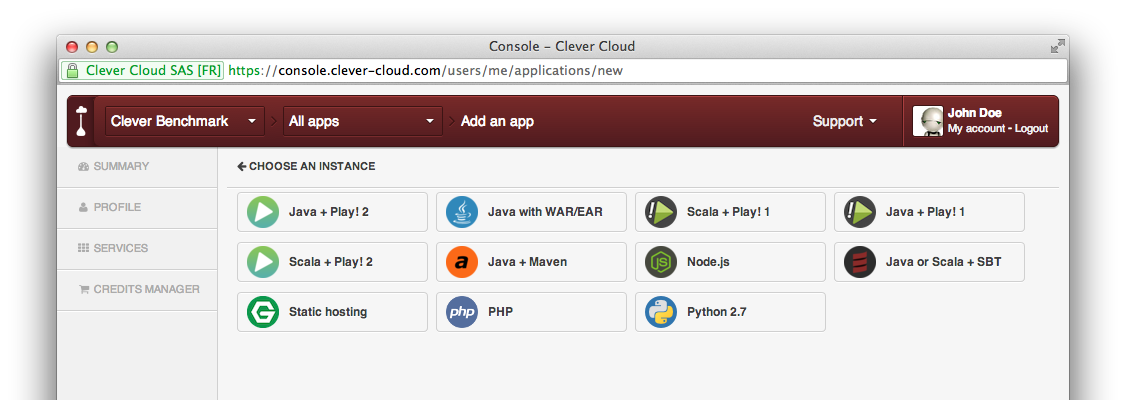 Console – Clever Cloud
Clever Cloud SAS [FR] https://console.clever-cloud.com/users/me/applications/new
Clever Benchmark All apps Add an app Support John Doe
My account - Logout
SUMMARY
PROFILE
SERVICES
CREDITS MANAGER
CHOOSE AN INSTANCE
Java + Play! 2 Java with WAR/EAR Scala + Play! 1 Java + Play! 1
Scala + Play! 2 a Java + Maven JS Node.js Java or Scala + SBT
Static hosting php PHP Python 2.7